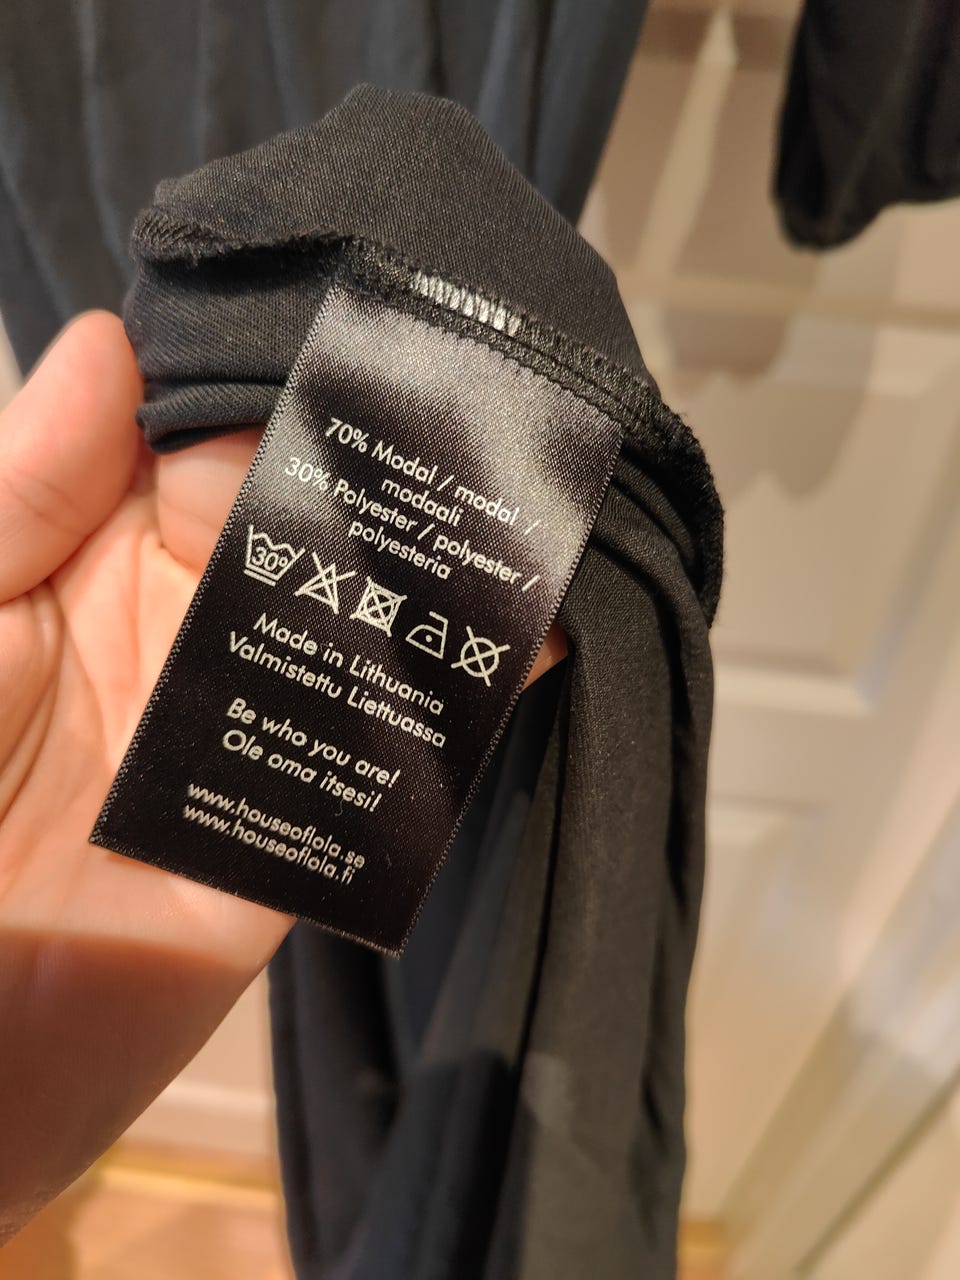 70% Modal / modal /
modaali
30% Polyester / polyester /
polyesteria
30°
Made in Lithuania
Valmistettu Liettuassa
Be who you are!
Ole oma itsesi!
www.houseoflola.se
www.houseoflola.fi